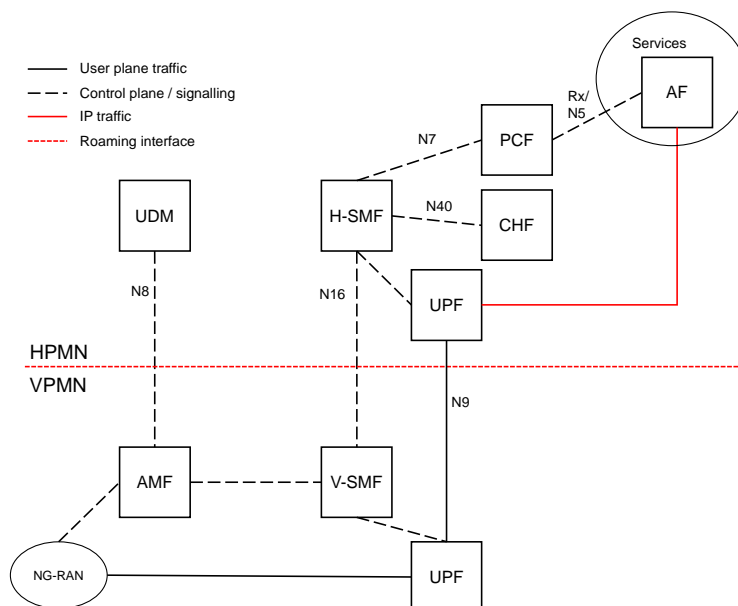 Services
User plane traffic
Control plane / signalling
IP traffic
Roaming interface
AF
Rx/
N5
PCF
N7
UDM
H-SMF
N40
CHF
N8
N16
UPF
HPMN
VPMN
N9
AMF
V-SMF
NG-RAN
UPF